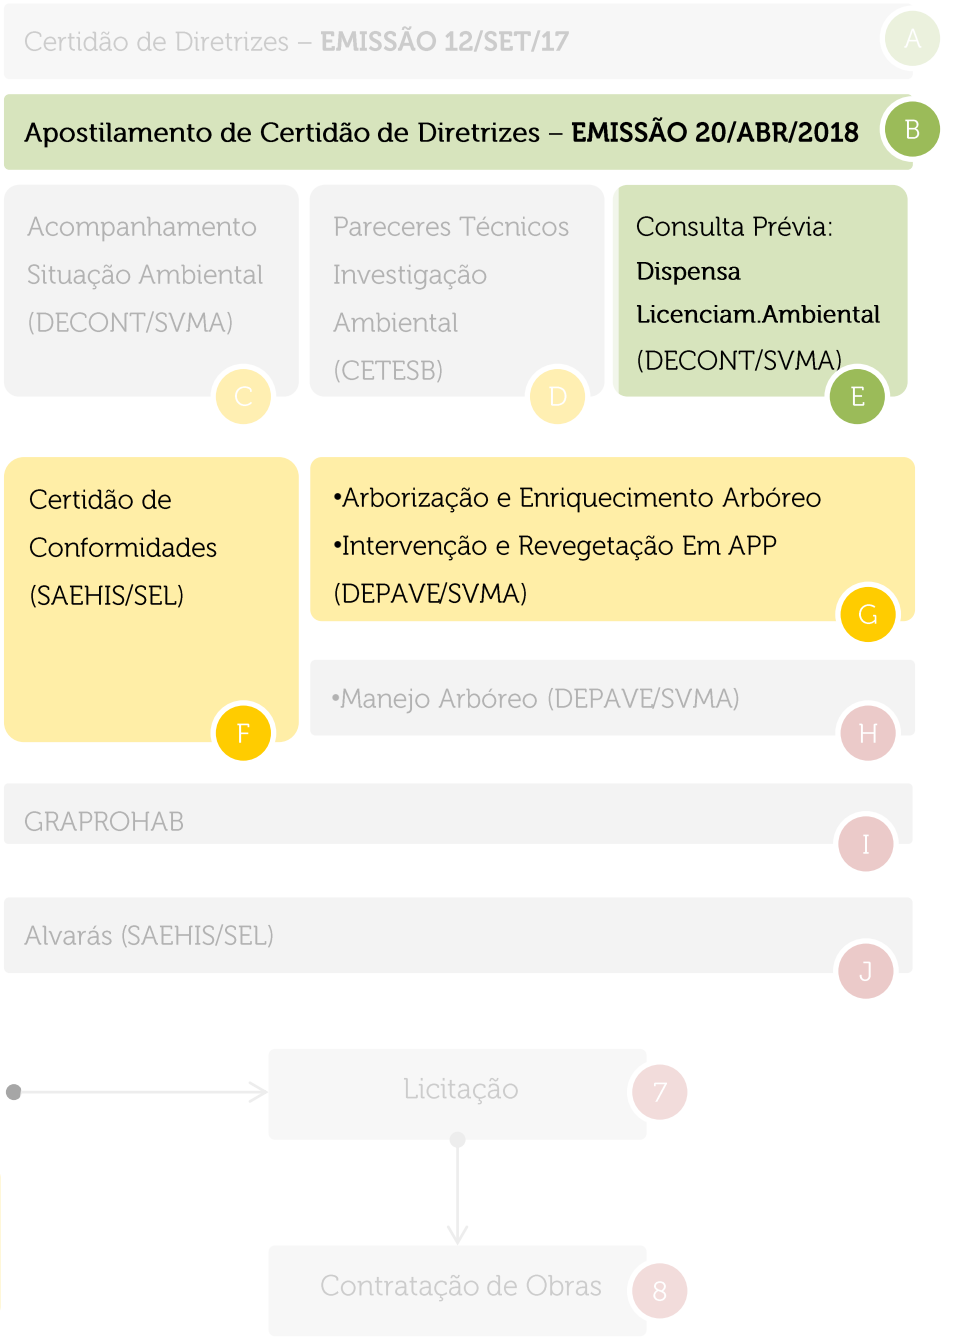 Certidão de Diretrizes – EMISSÃO 12/SET/17
A
Apostilamento de Certidão de Diretrizes – EMISSÃO 20/ABR/2018
B
Acompanhamento
Situação Ambiental
(DECONT/SVMA)
C
Pareceres Técnicos
Investigação
Ambiental
(CETESB)
D
Consulta Prévia:
Dispensa
Licenciam.Ambiental
(DECONT/SVMA)
E
Certidão de
Conformidades
(SAEHIS/SEL)
F
•Arborização e Enriquecimento Arbóreo
•Intervenção e Revegetação Em APP
(DEPAVE/SVMA)
G
•Manejo Arbóreo (DEPAVE/SVMA)
H
GRAPROHAB
I
Alvarás (SAEHIS/SEL)
J
Licitação
7
Contratação de Obras
8